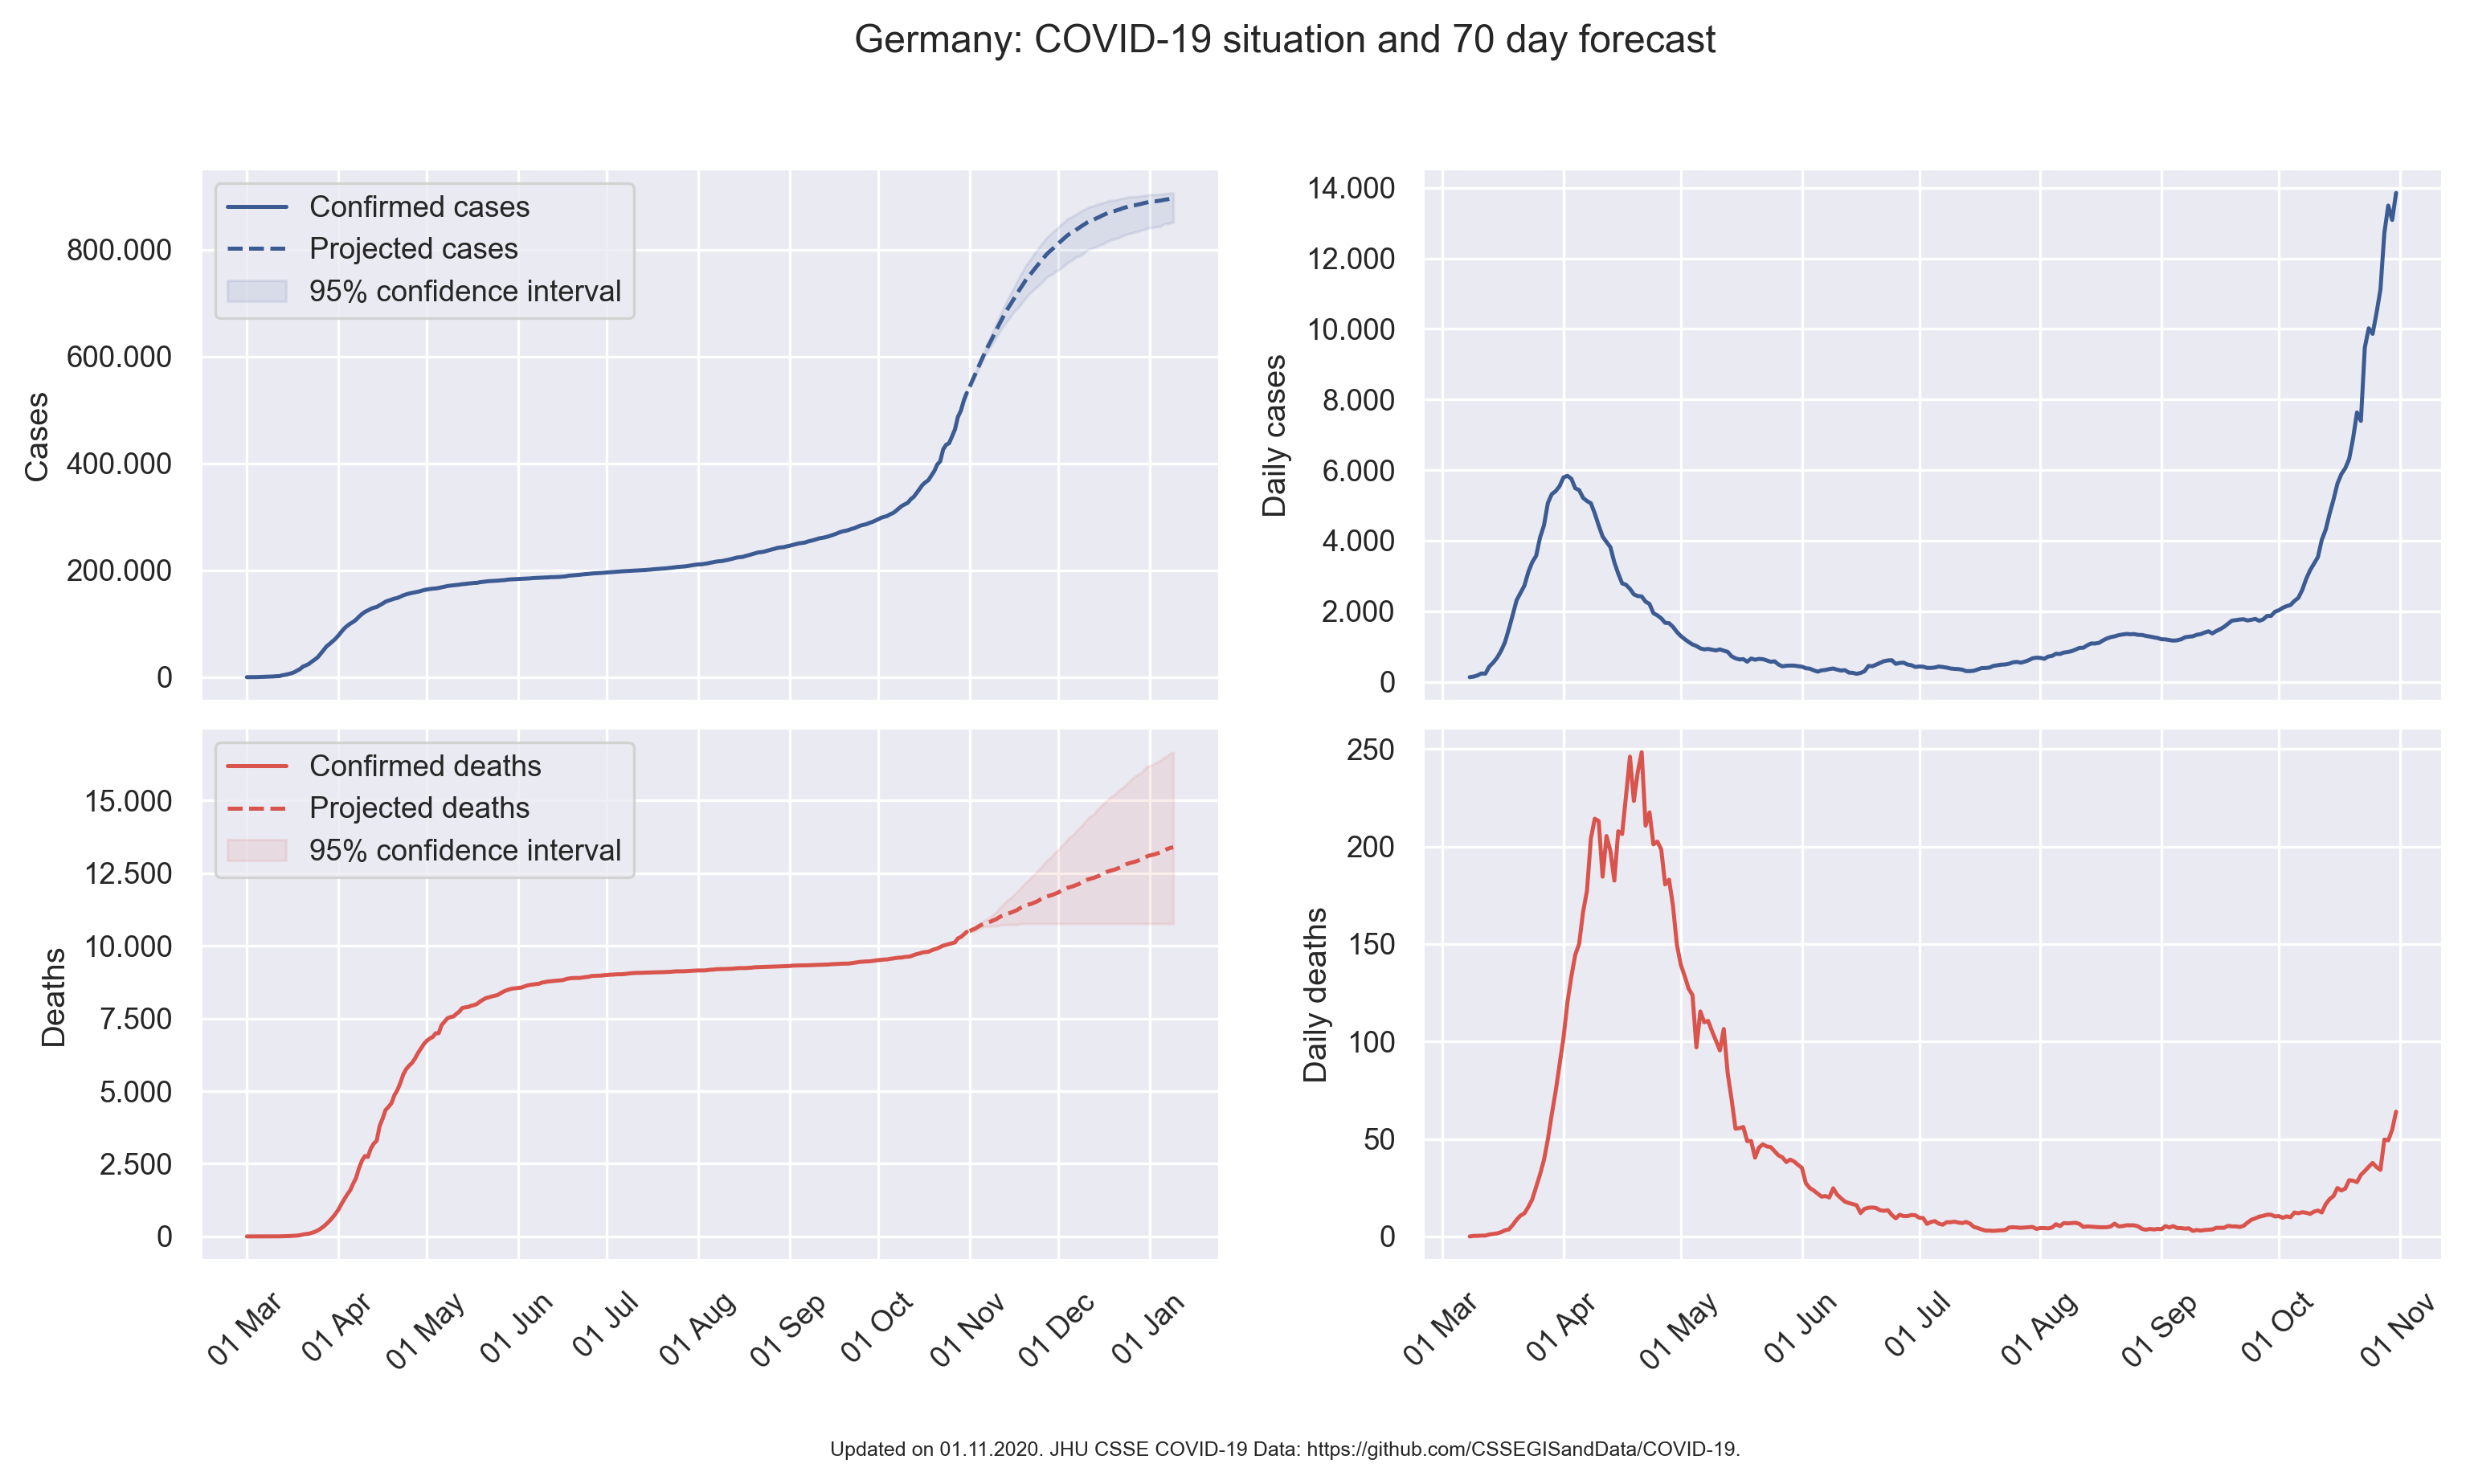 Germany: COVID-19 situation and 70 day forecast
Confirmed cases
Projected cases
95% confidence interval
800.000
600.000
400.000
200.000
0
Cases
14.000
12.000
10.000
8.000
6.000
4.000
2.000
0
Daily cases
Confirmed deaths
Projected deaths
95% confidence interval
15.000
12.500
10.000
7.500
5.000
2.500
0
Deaths
01 Mar
01 Apr
01 May
01 Jun
01 Jul
01 Aug
01 Sep
01 Oct
01 Nov
01 Dec
01 Jan
250
200
150
100
50
0
Daily deaths
01 Mar
01 Apr
01 May
01 Jun
01 Jul
01 Aug
01 Sep
01 Oct
01 Nov
Updated on 01.11.2020. JHU CSSE COVID-19 Data: https://github.com/CSSEGISandData/COVID-19.